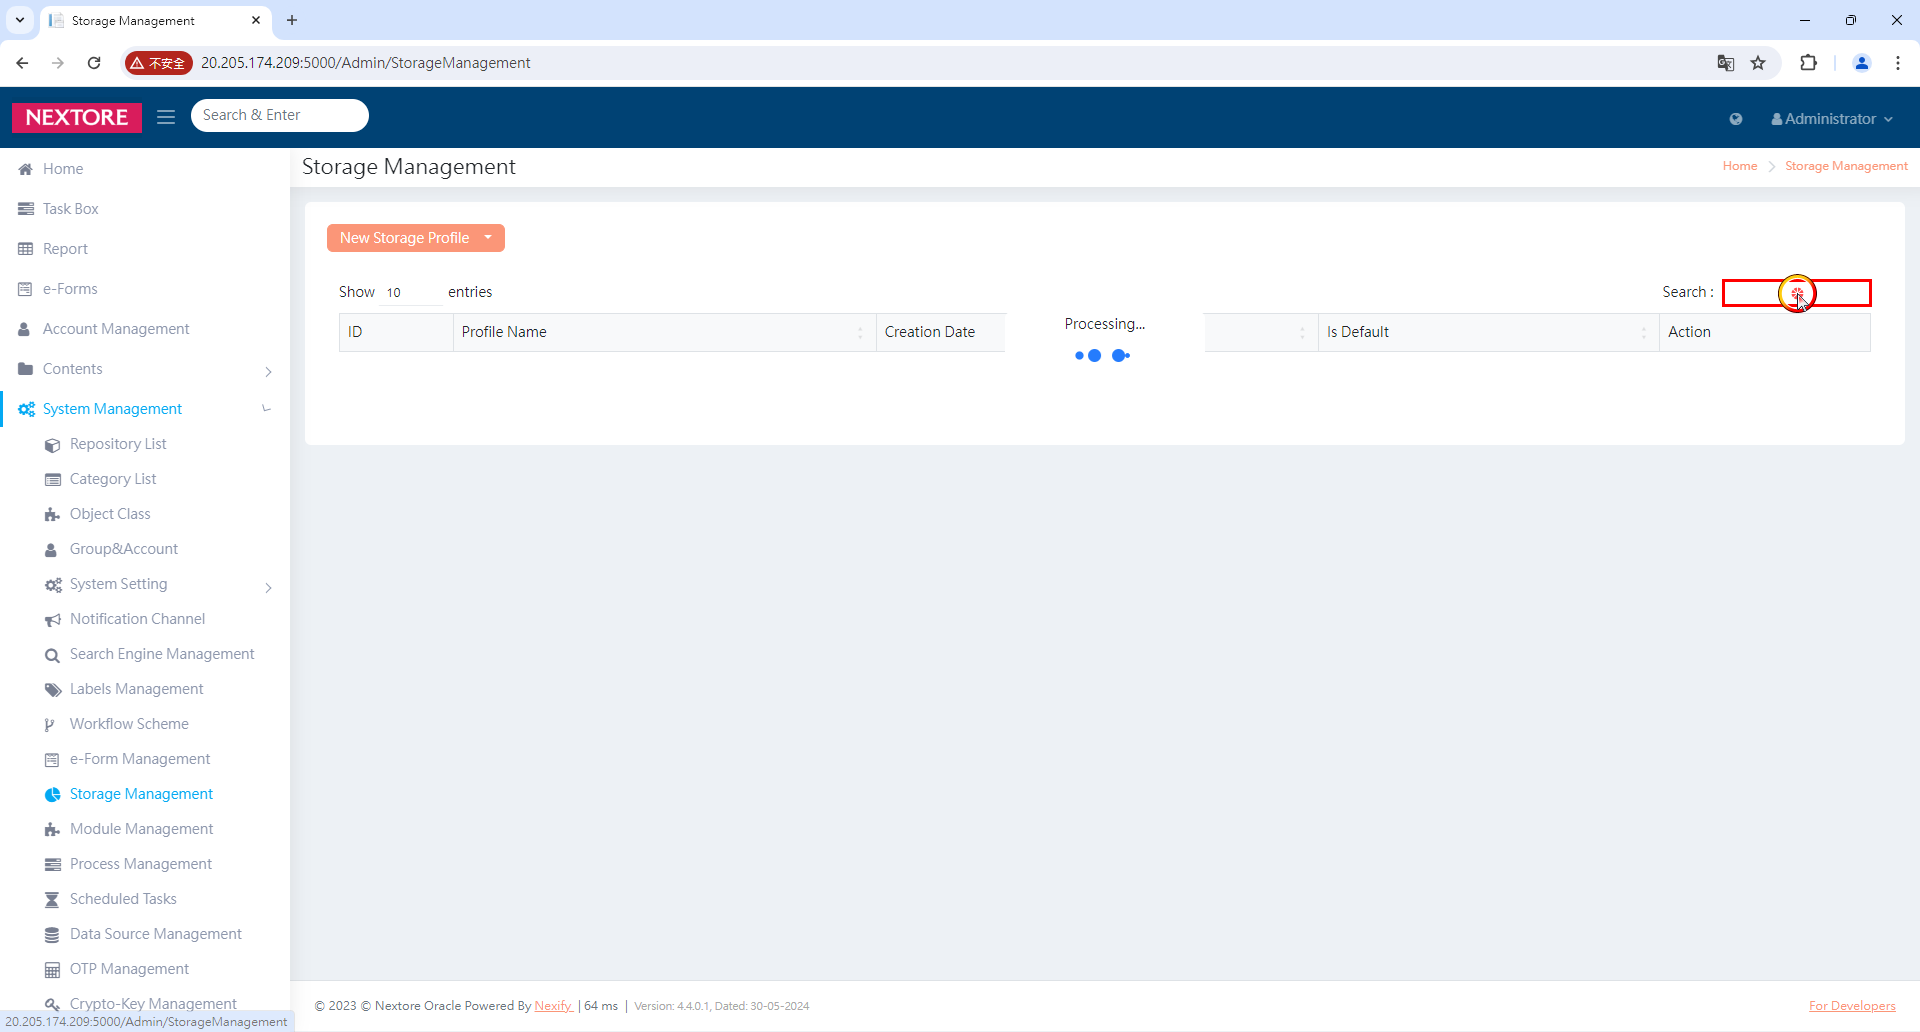 Storage Management
不安全 20.205.174.209:5000/Admin/StorageManagement
NEXTORE Search & Enter Administrator
Home
Task Box
Report
e-Forms
Account Management
Contents
System Management
Repository List
Category List
Object Class
Group&Account
System Setting
Notification Channel
Search Engine Management
Labels Management
Workflow Scheme
e-Form Management
Storage Management
Module Management
Process Management
Scheduled Tasks
Data Source Management
OTP Management
Crypto-Key Management
20.205.174.209:5000/Admin/StorageManagement
Storage Management
Home Storage Management
New Storage Profile
Show 10 entries
Search :
ID Profile Name Creation Date Is Default Action
Processing...
© 2023 © Nextore Oracle Powered By Nexify | 64 ms | Version: 4.4.0.1, Dated: 30-05-2024
For Developers